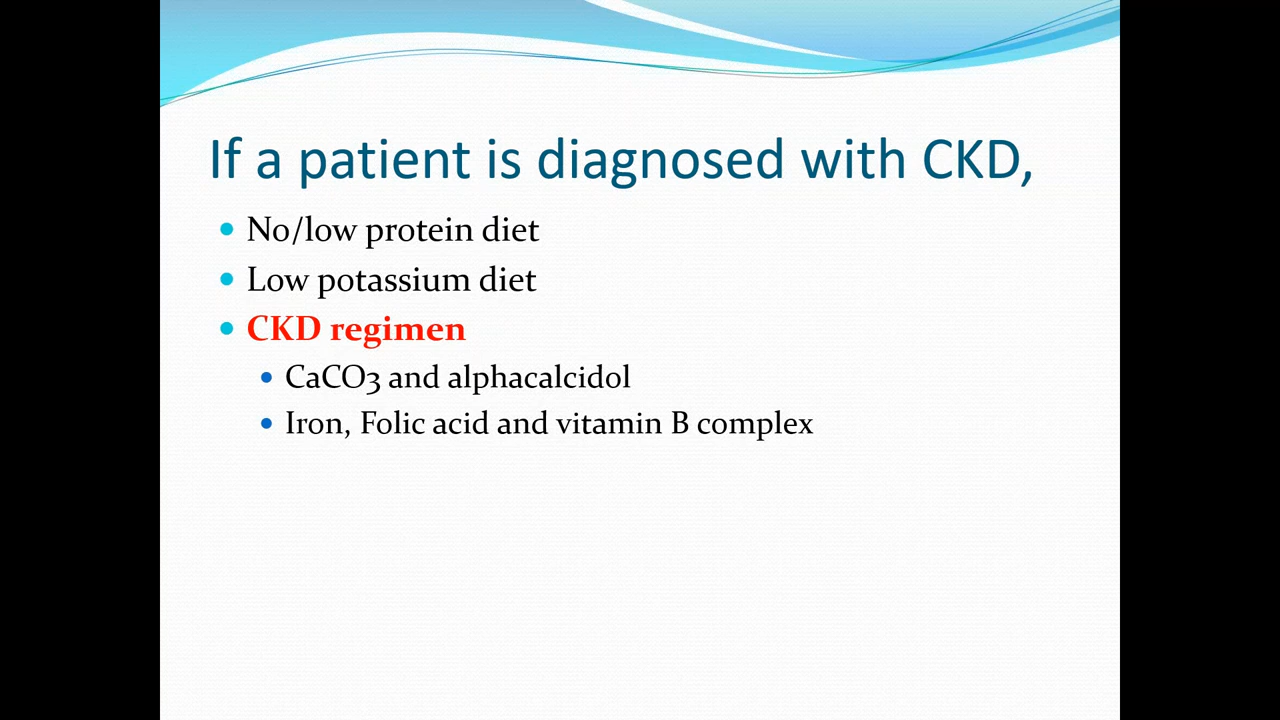 If a patient is diagnosed with CKD,
No/low protein diet
Low potassium diet
CKD regimen
CaCO3 and alphacalcidol
Iron, Folic acid and vitamin B complex